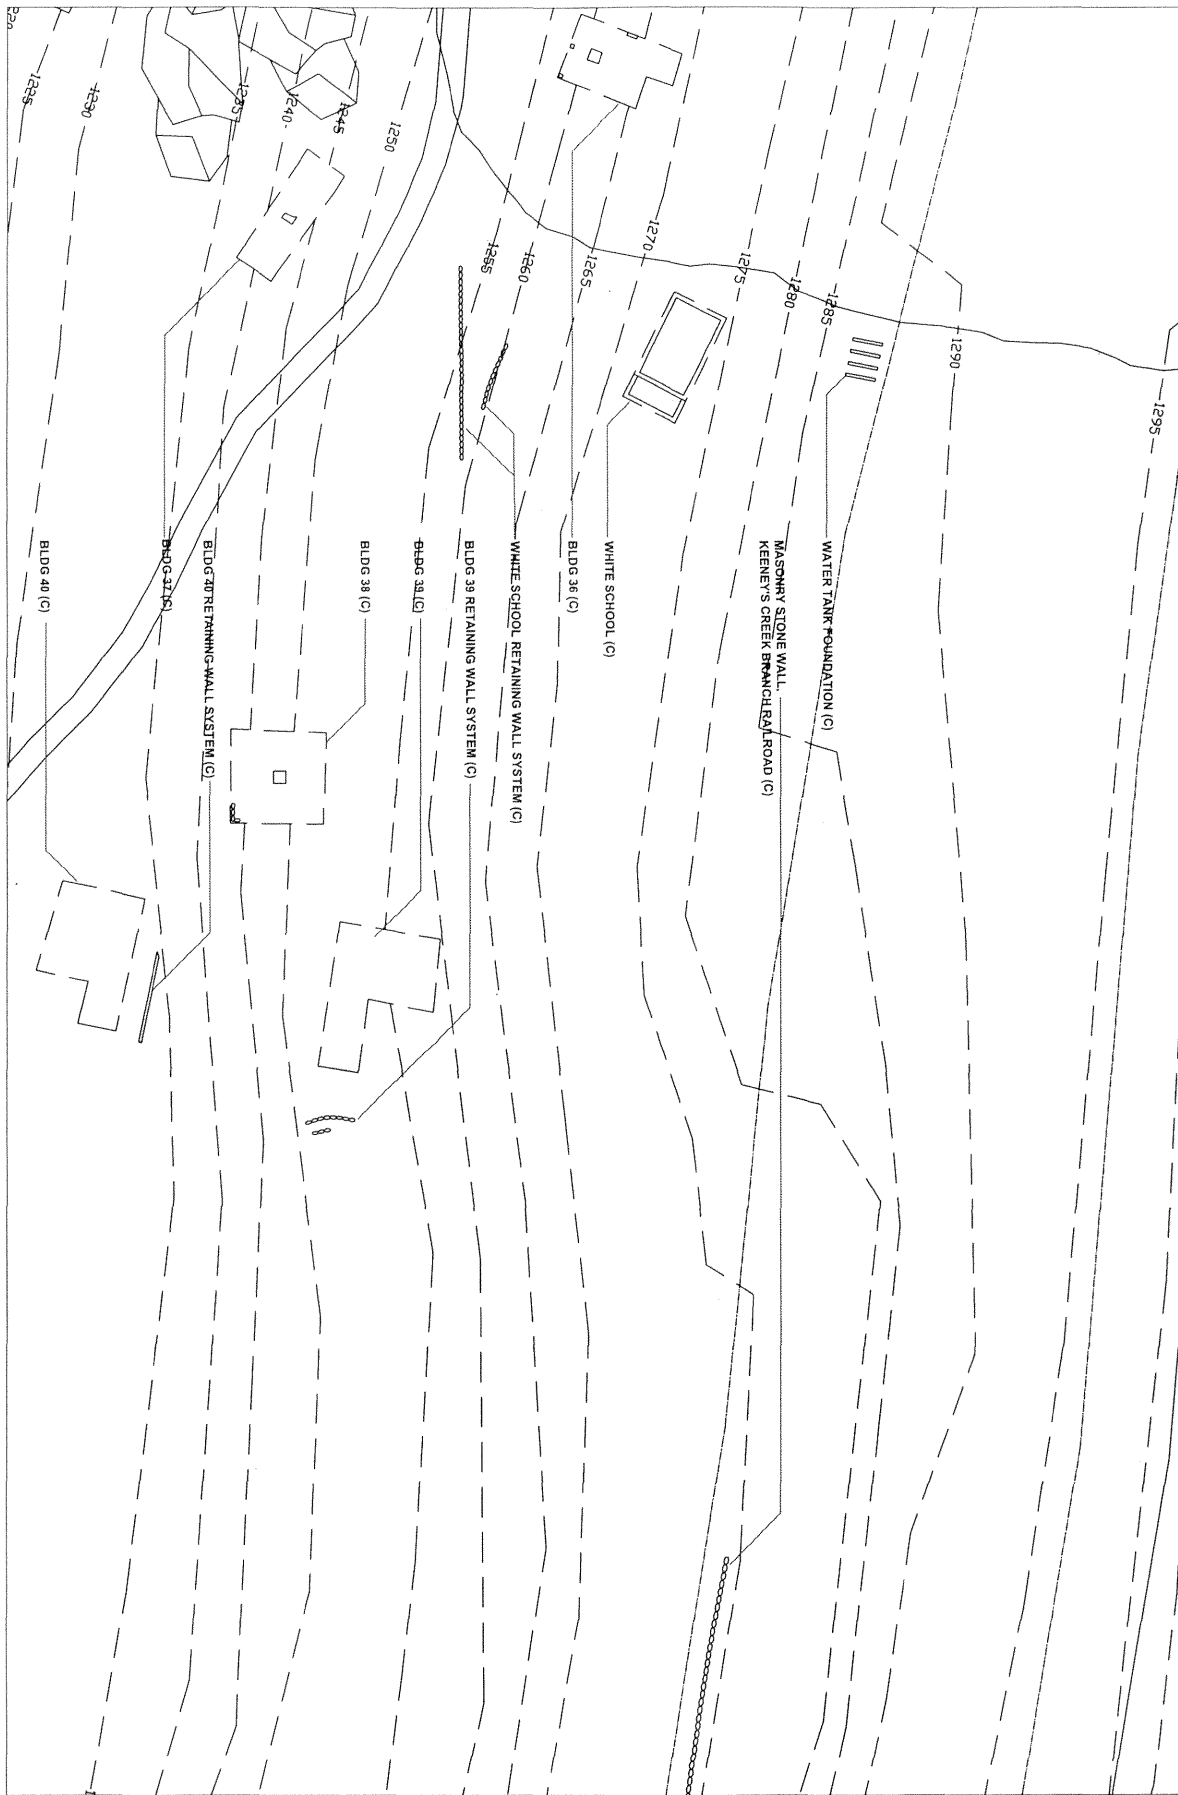 1220
1225
1230
1235
1240
1245
1250
1255
1260
1265
1270
1275
1280
1285
1290
1295
WATER TANK FOUNDATION (C)
MASONRY STONE WALL,
KEENEY'S CREEK BRANCH RAILROAD (C)
WHITE SCHOOL (C)
BLDG 36 (C)
WHITE SCHOOL RETAINING WALL SYSTEM (C)
BLDG 39 RETAINING WALL SYSTEM (C)
BLDG 39 (C)
BLDG 38 (C)
BLDG 40 RETAINING WALL SYSTEM (C)
BLDG 37 (C)
BLDG 40 (C)